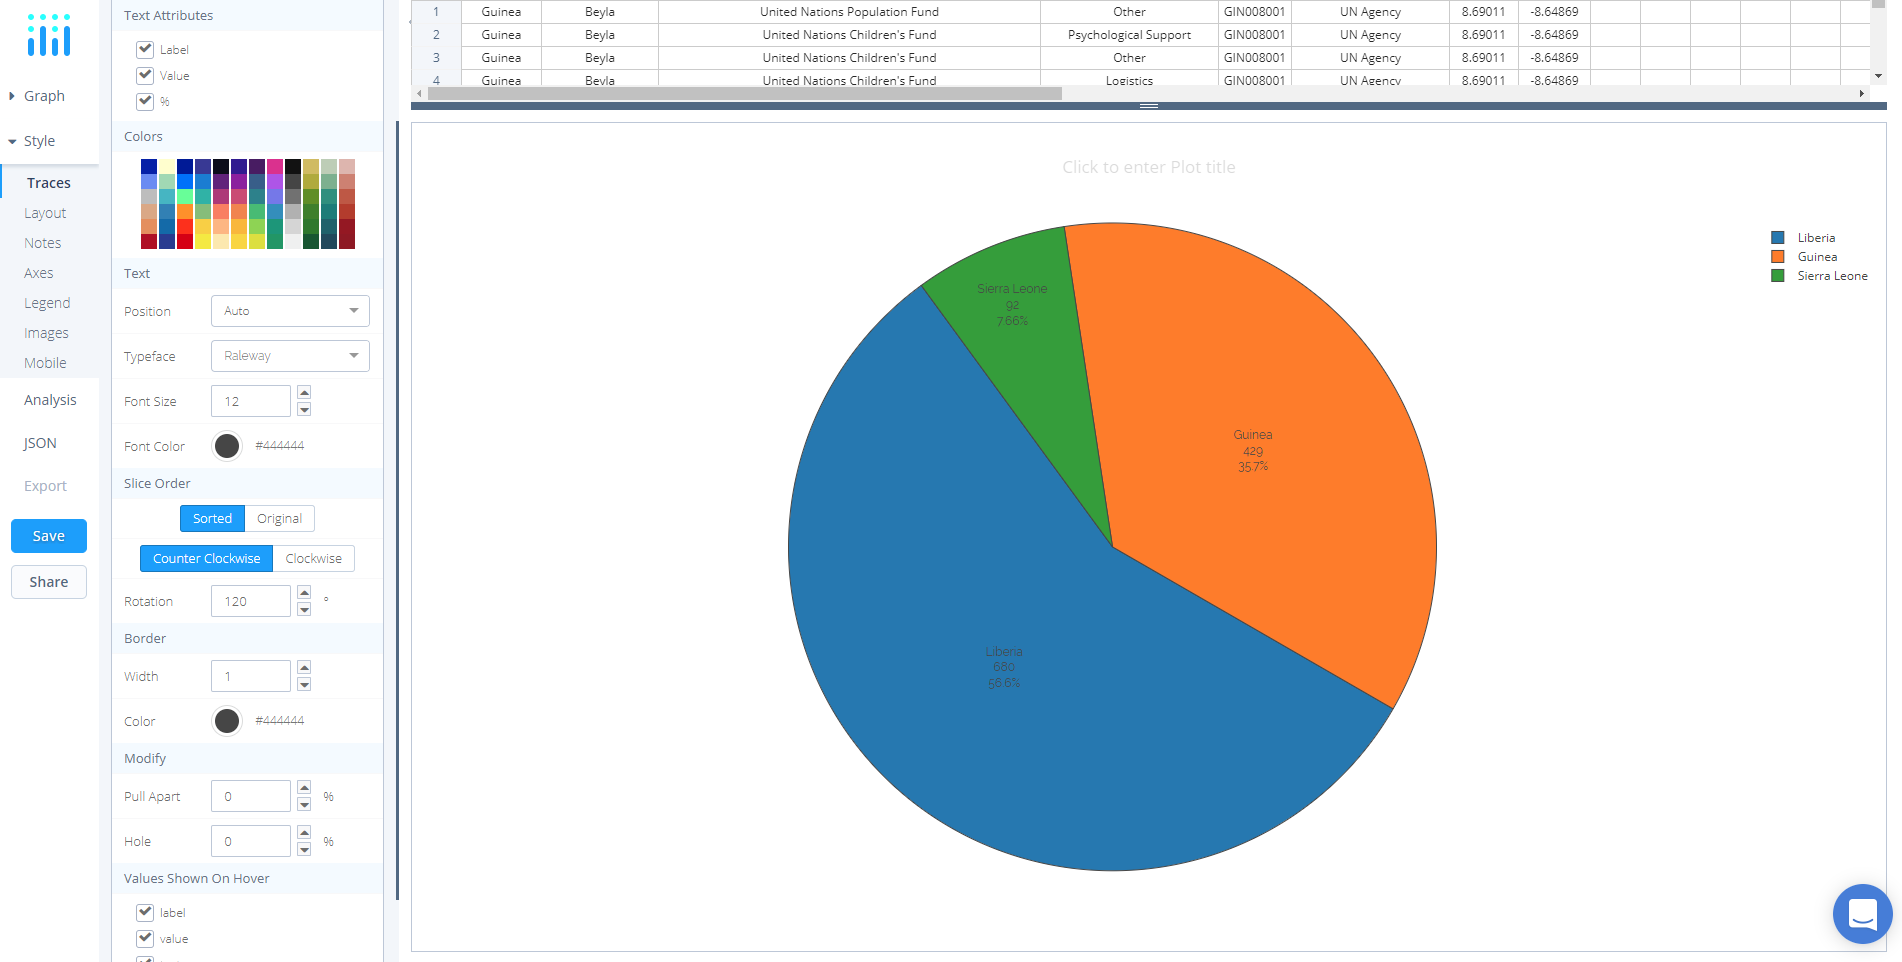 Graph
Style
Traces
Layout
Notes
Axes
Legend
Images
Mobile
Analysis
JSON
Export
Save
Share
Text Attributes
Label
Value
%
Colors
Text
Position Auto
Typeface Raleway
Font Size 12
Font Color #444444
Slice Order
Sorted Original
Counter Clockwise Clockwise
Rotation 120 °
Border
Width 1
Color #444444
Modify
Pull Apart 0 %
Hole 0 %
Values Shown On Hover
label
value
1 Guinea Beyla United Nations Population Fund Other GIN008001 UN Agency 8.69011 -8.64869
2 Guinea Beyla United Nations Children's Fund Psychological Support GIN008001 UN Agency 8.69011 -8.64869
3 Guinea Beyla United Nations Children's Fund Other GIN008001 UN Agency 8.69011 -8.64869
4 Guinea Beyla United Nations Children's Fund Logistics GIN008001 UN Agency 8.69011 -8.64869
Click to enter Plot title
Liberia
Guinea
Sierra Leone
Sierra Leone
92
7.66%
Guinea
429
35.7%
Liberia
680
56.6%